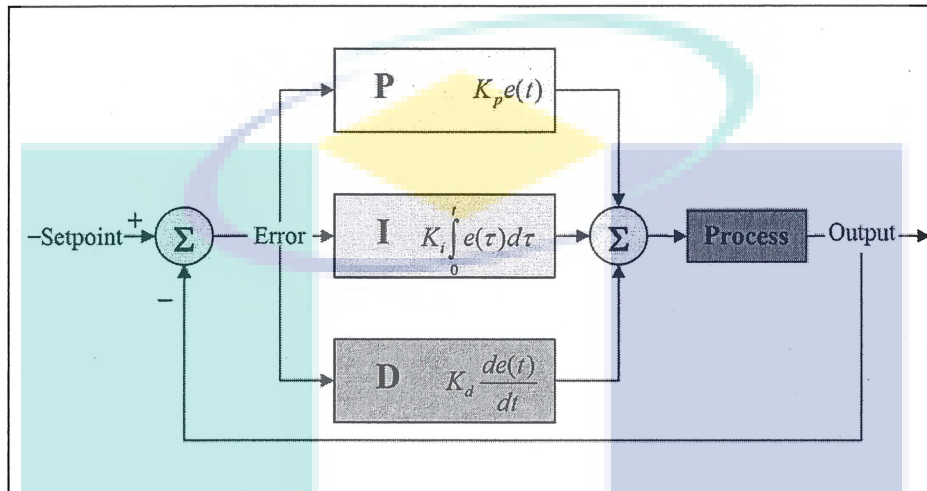 P K_p e(t)
–Setpoint + Σ Error I K_i ∫_0^t e(τ)dτ Σ Process Output
–
D K_d de(t)/dt